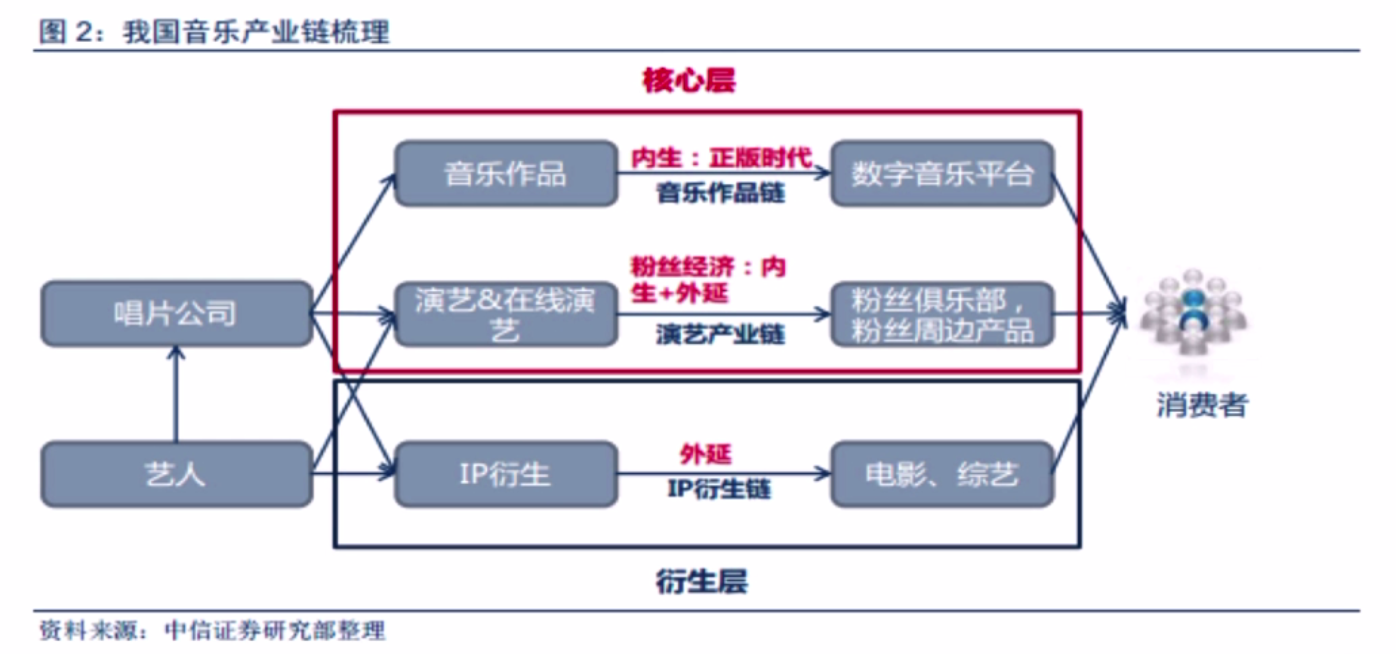 图 2：我国音乐产业链梳理
核心层
音乐作品
内生：正版时代
音乐作品链
数字音乐平台
唱片公司
演艺&在线演
艺
粉丝经济：内
生+外延
演艺产业链
粉丝俱乐部，
粉丝周边产品
消费者
艺人
IP衍生
外延
IP衍生链
电影、综艺
衍生层
资料来源：中信证券研究部整理